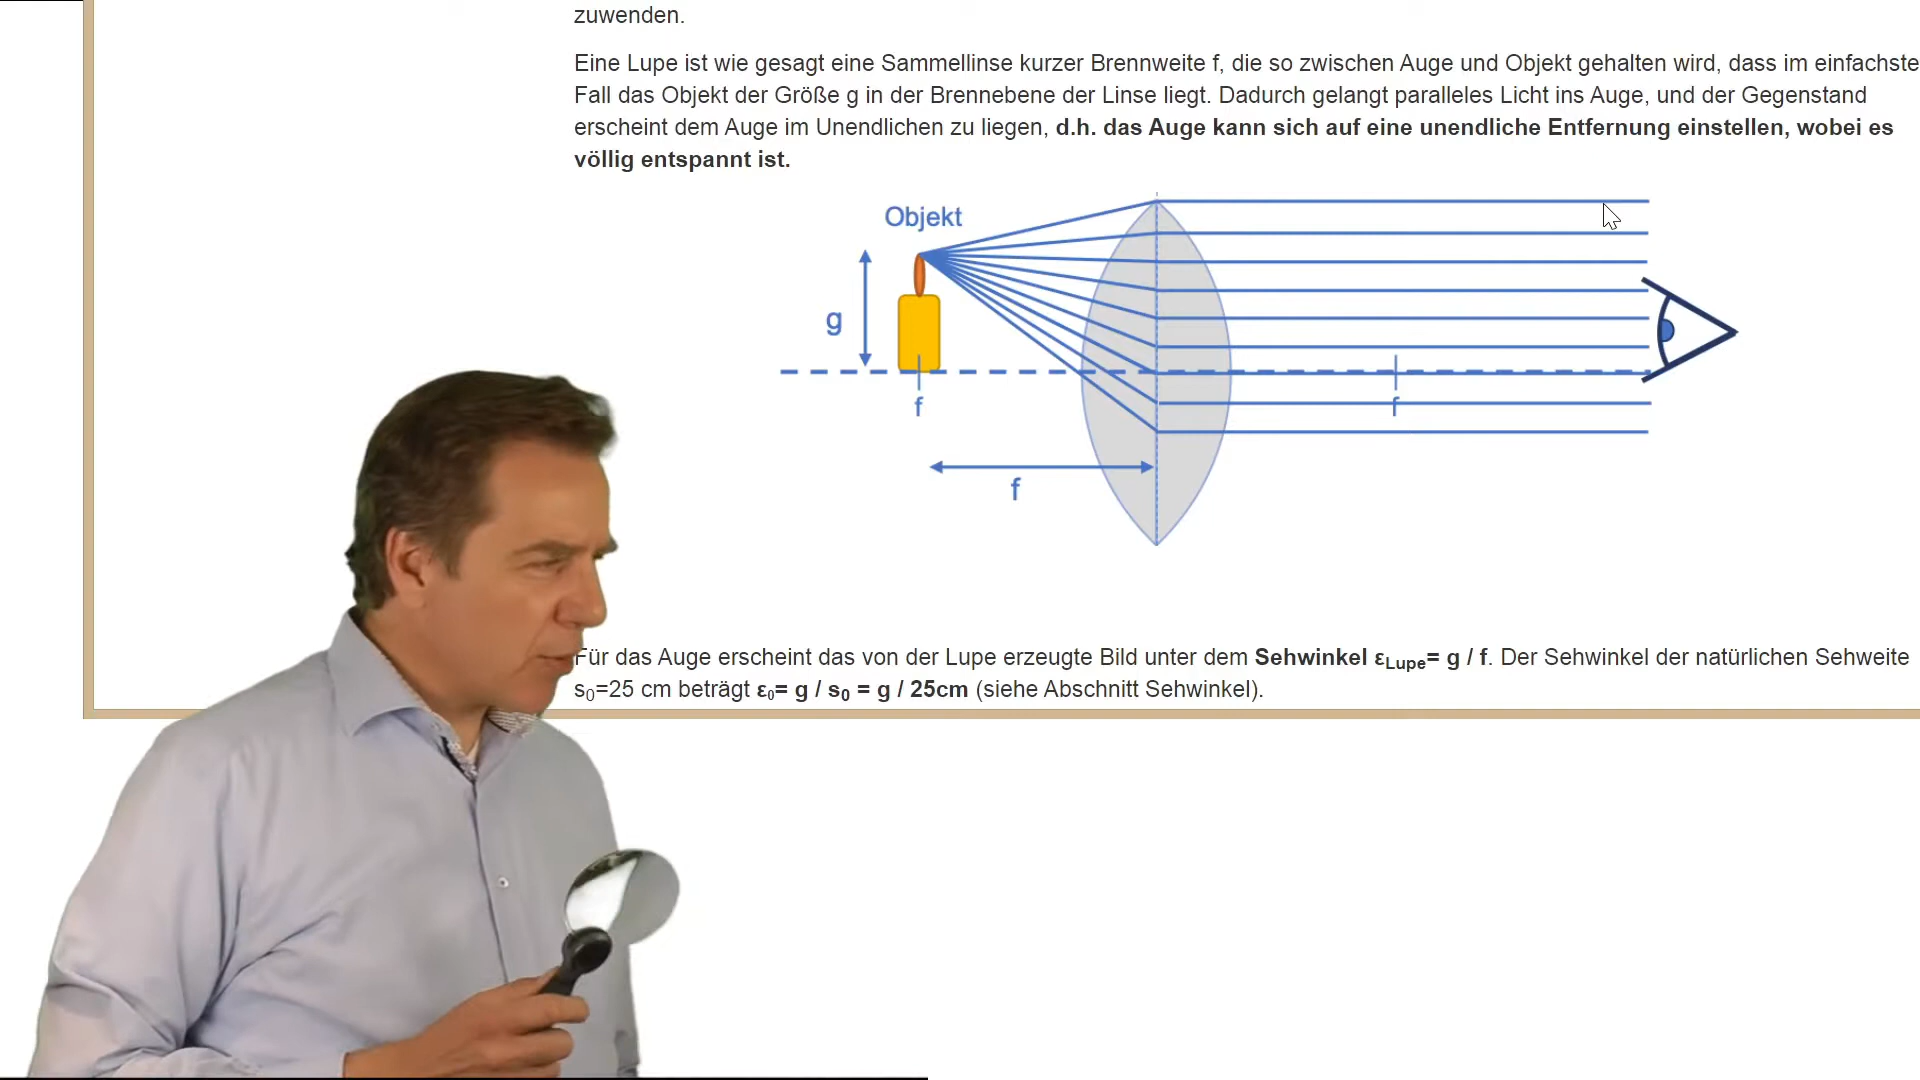 zuwenden.
Eine Lupe ist wie gesagt eine Sammellinse kurzer Brennweite f, die so zwischen Auge und Objekt gehalten wird, dass im einfachste
Fall das Objekt der Größe g in der Brennebene der Linse liegt. Dadurch gelangt paralleles Licht ins Auge, und der Gegenstand
erscheint dem Auge im Unendlichen zu liegen, d.h. das Auge kann sich auf eine unendliche Entfernung einstellen, wobei es
völlig entspannt ist.
Objekt
g
f
f
f
Für das Auge erscheint das von der Lupe erzeugte Bild unter dem Sehwinkel εLupe= g / f. Der Sehwinkel der natürlichen Sehweite
s0=25 cm beträgt ε0= g / s0 = g / 25cm (siehe Abschnitt Sehwinkel).